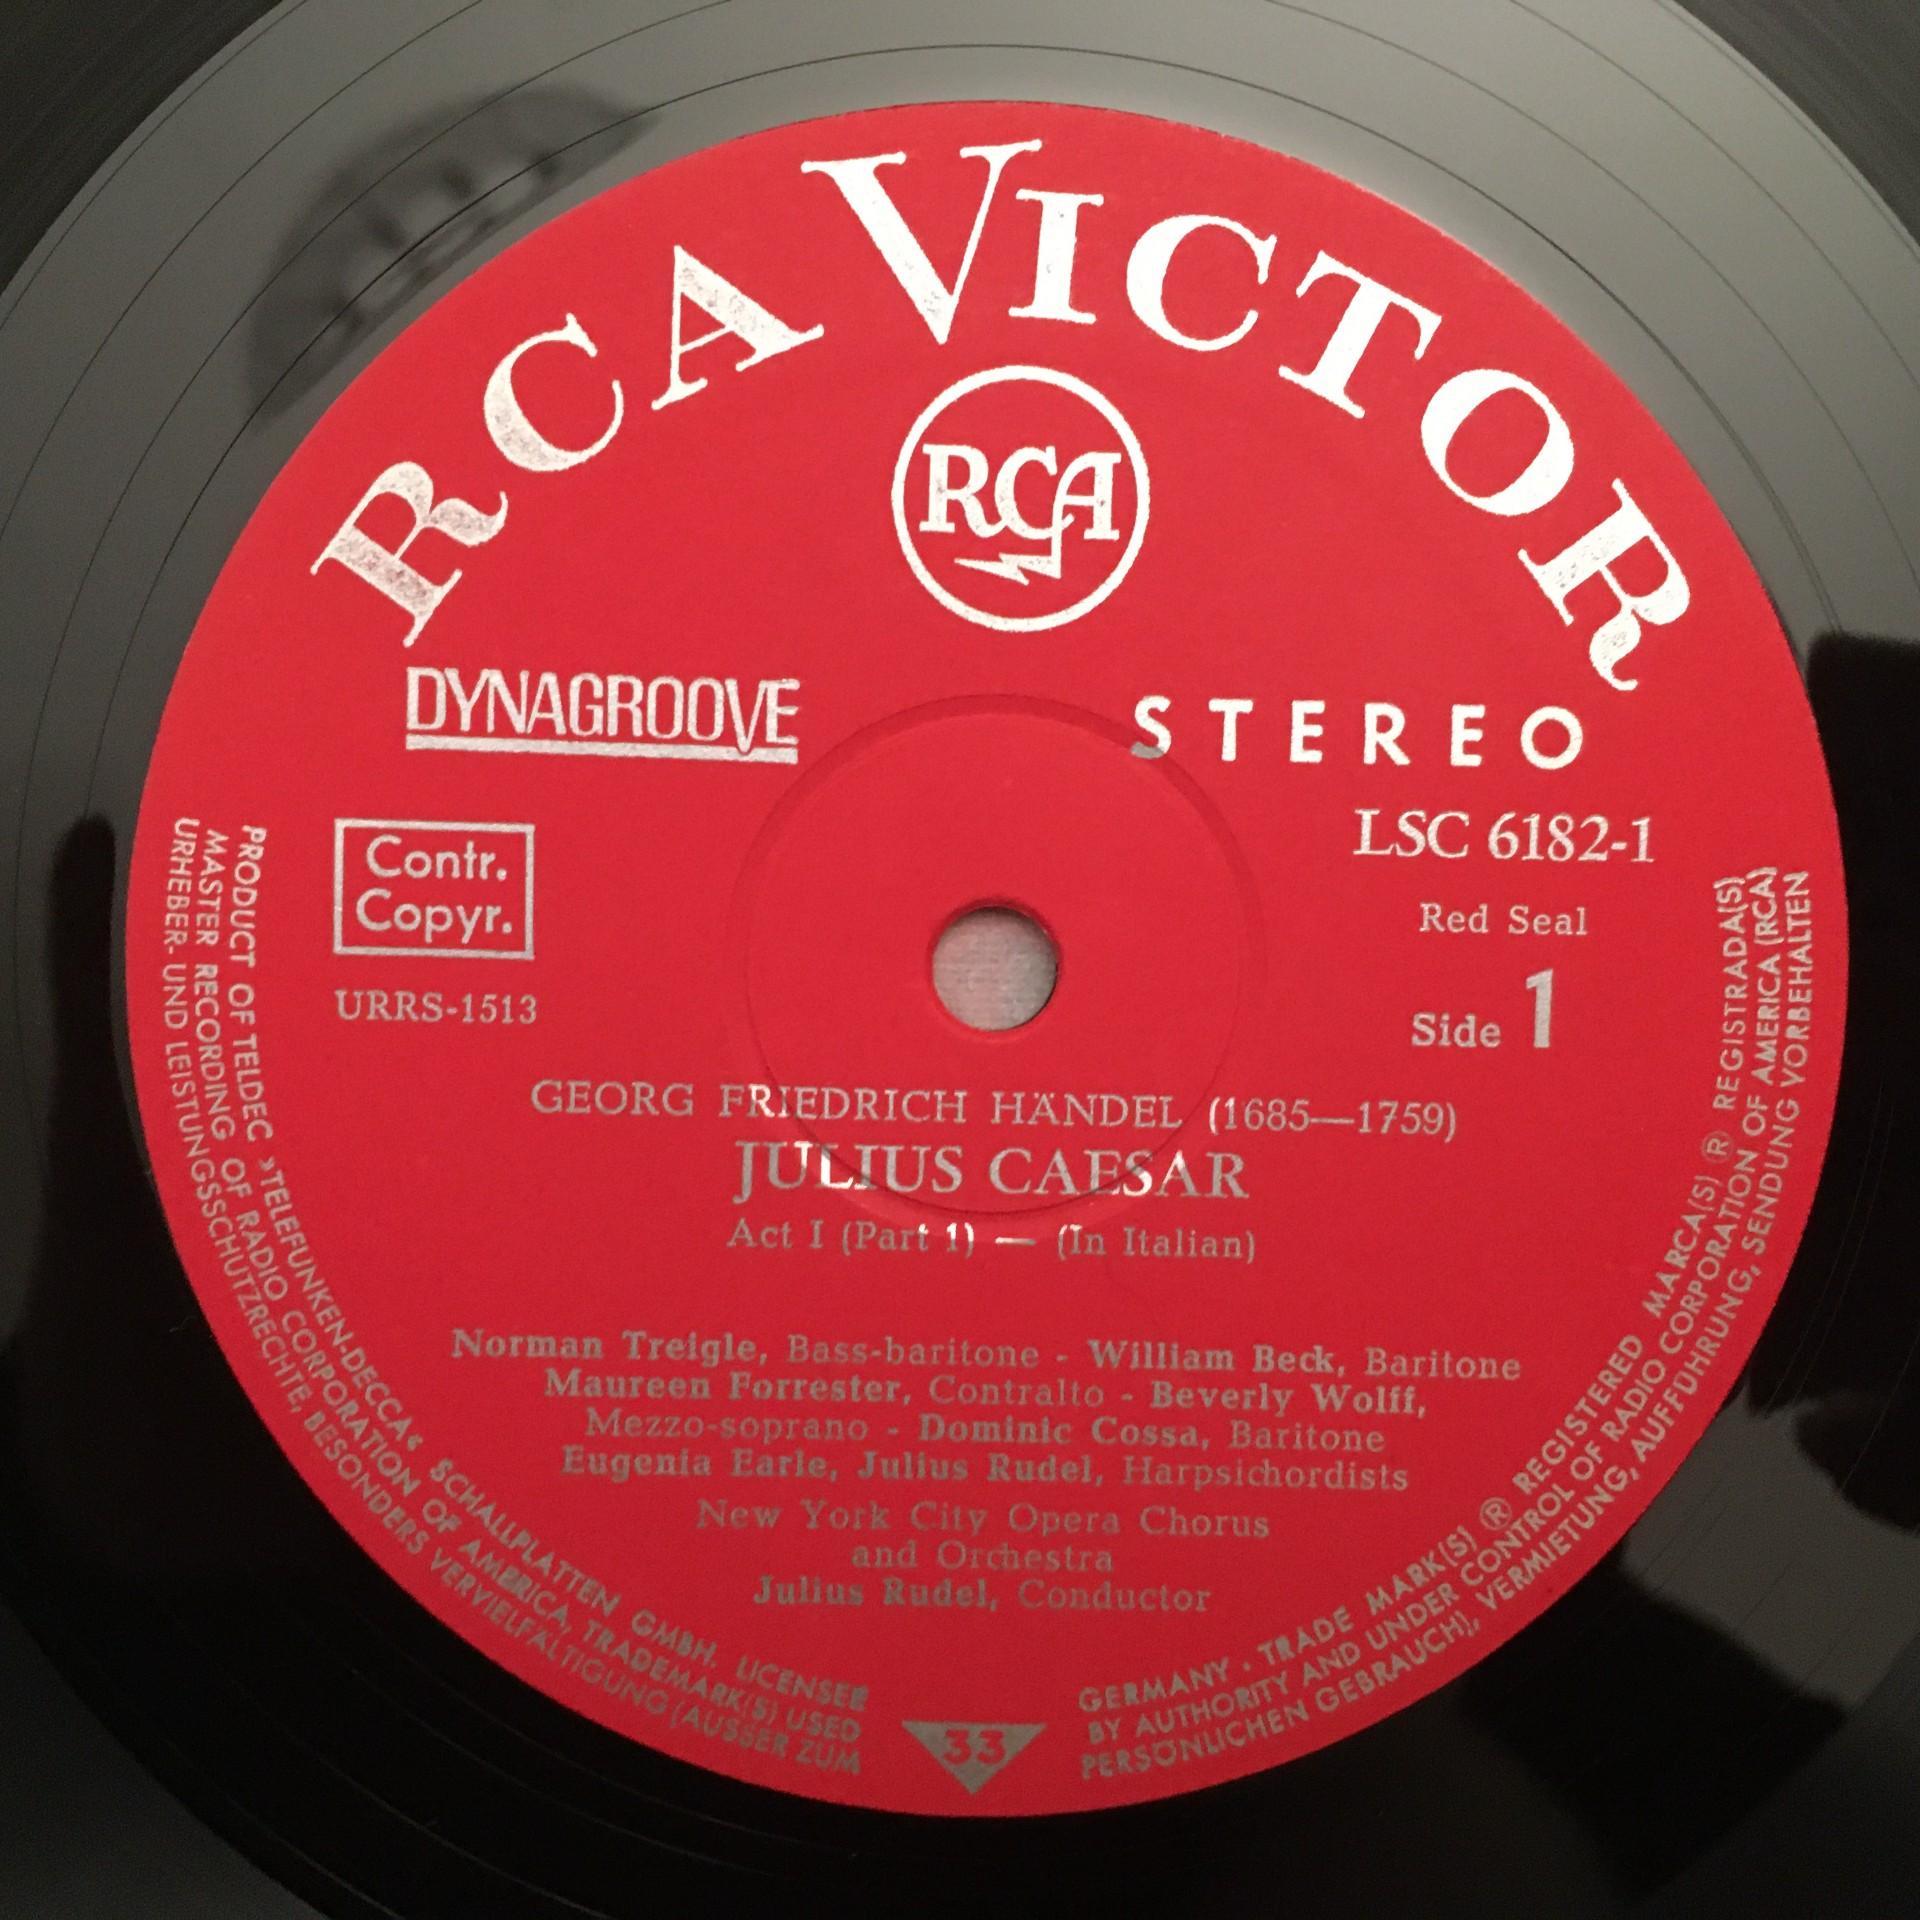 RCA VICTOR
RCA
DYNAGROOVE
STEREO
LSC 6182-1
Contr.
Copyr.
Red Seal
URRS-1513
Side 1
GEORG FRIEDRICH HÄNDEL (1685—1759)
JULIUS CAESAR
Act I (Part 1) — (In Italian)
Norman Treigle, Bass-baritone - William Beck, Baritone
Maureen Forrester, Contralto - Beverly Wolff,
Mezzo-soprano - Dominic Cossa, Baritone
Eugenia Earle, Julius Rudel, Harpsichordists
New York City Opera Chorus
and Orchestra
Julius Rudel, Conductor
33
PRODUCT OF TELDEC »TELEFUNKEN-DECCA« SCHALLPLATTEN GMBH. LICENSEE
MASTER RECORDING OF RADIO CORPORATION OF AMERICA, TRADEMARK(S) USED
URHEBER- UND LEISTUNGSSCHUTZRECHTE, BESONDERS VERVIELFÄLTIGUNG (AUSSER ZUM
GERMANY . TRADE MARK(S) ® REGISTERED MARCA(S) ® REGISTRADA(S)
BY AUTHORITY AND UNDER CONTROL OF RADIO CORPORATION OF AMERICA (RCA)
PERSÖNLICHEN GEBRAUCH), VERMIETUNG, AUFFÜHRUNG, SENDUNG VORBEHALTEN